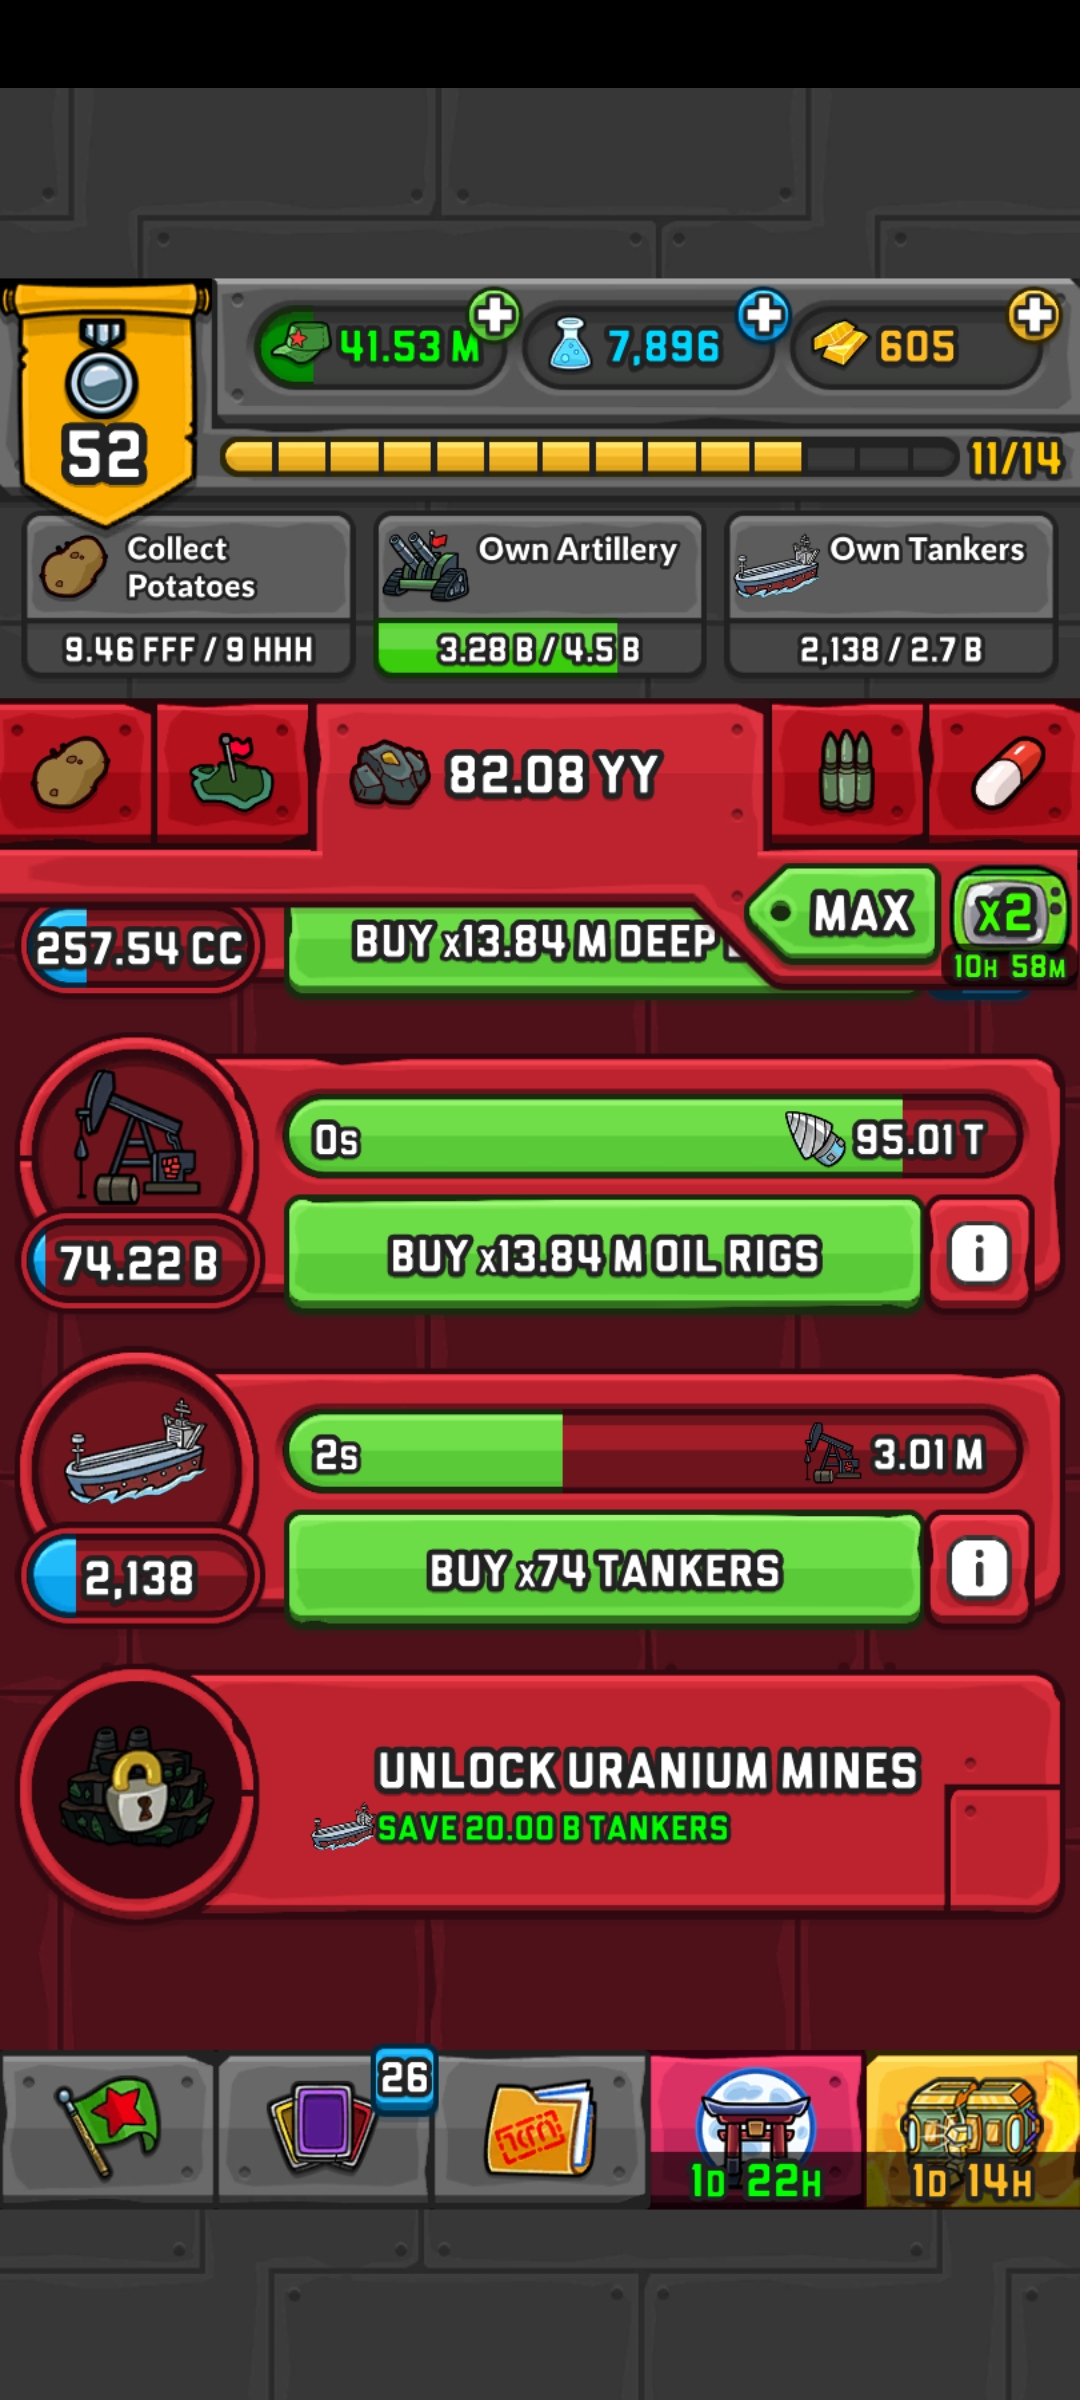 41.53 M
7,896
605
52
11/14
Collect
Potatoes
9.46 FFF / 9 HHH
Own Artillery
3.28 B / 4.5 B
Own Tankers
2,138 / 2.7 B
82.08 YY
MAX
x2
10H 58M
257.54 CC
BUY x13.84 M DEEP
0s
95.01 T
74.22 B
BUY x13.84 M OIL RIGS
i
2s
3.01 M
2,138
BUY x74 TANKERS
i
UNLOCK URANIUM MINES
SAVE 20.00 B TANKERS
26
1D 22H
1D 14H